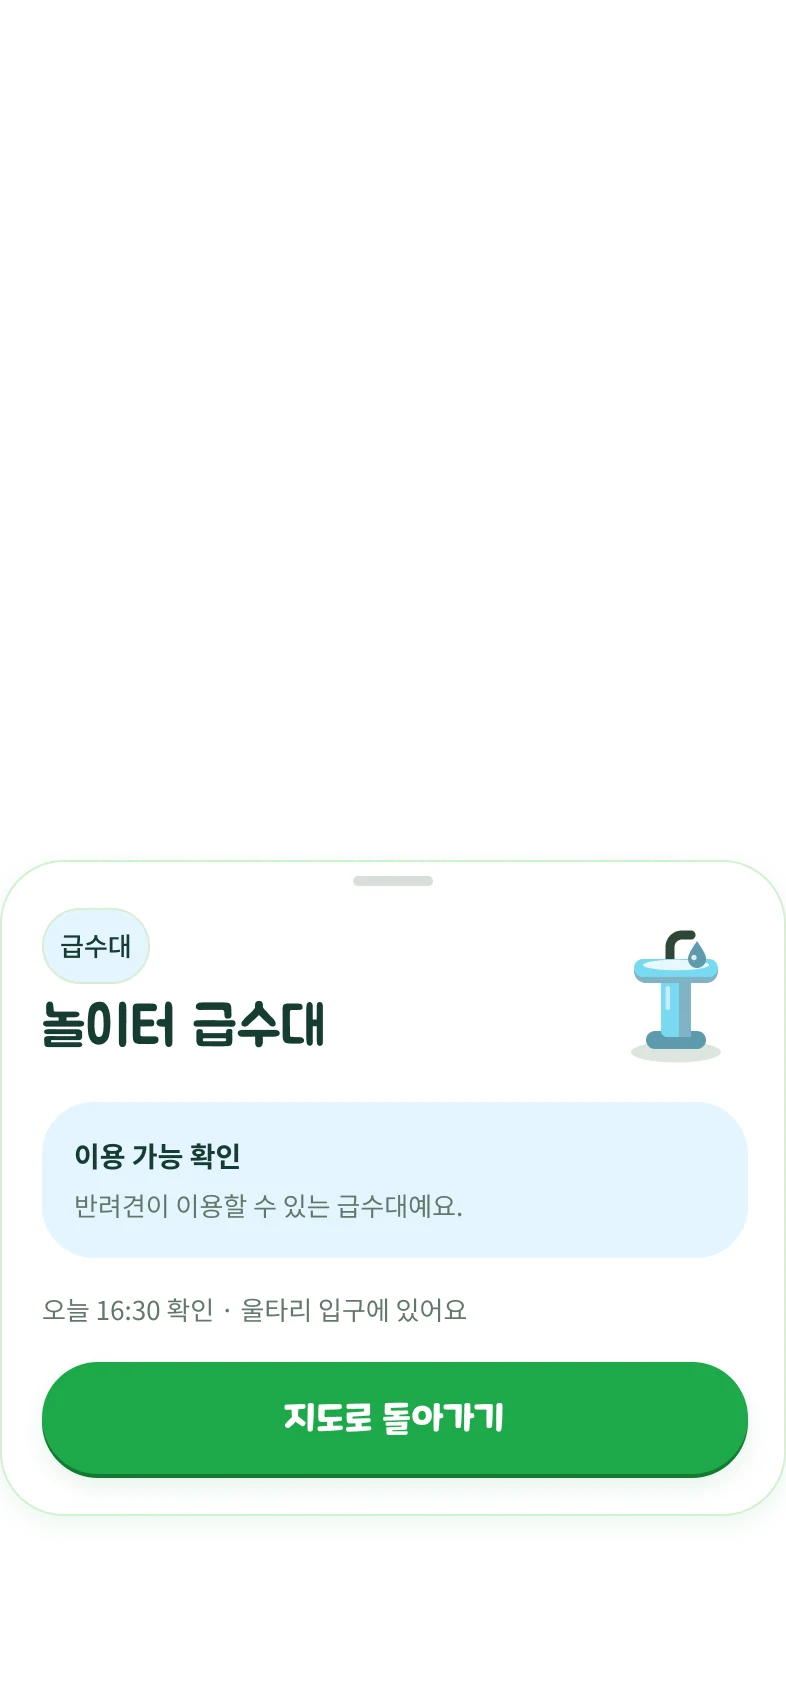 급수대
놀이터 급수대
이용 가능 확인
반려견이 이용할 수 있는 급수대예요.
오늘 16:30 확인 · 울타리 입구에 있어요
지도로 돌아가기